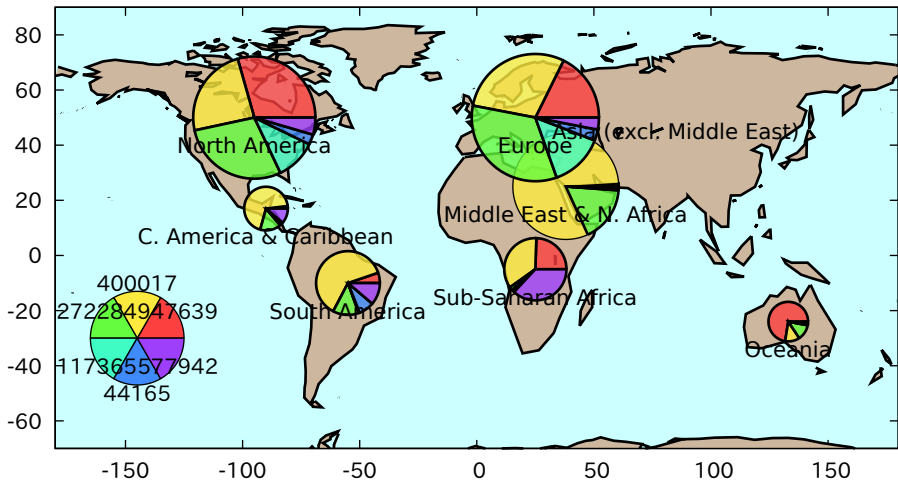 80
60
40
20
0
-20
-40
-60
North America
Europe
Asia (excl. Middle East)
Middle East & N. Africa
C. America & Caribbean
South America
Sub-Saharan Africa
Oceania
400017
272284947639
44165
-150
-100
-50
0
50
100
150